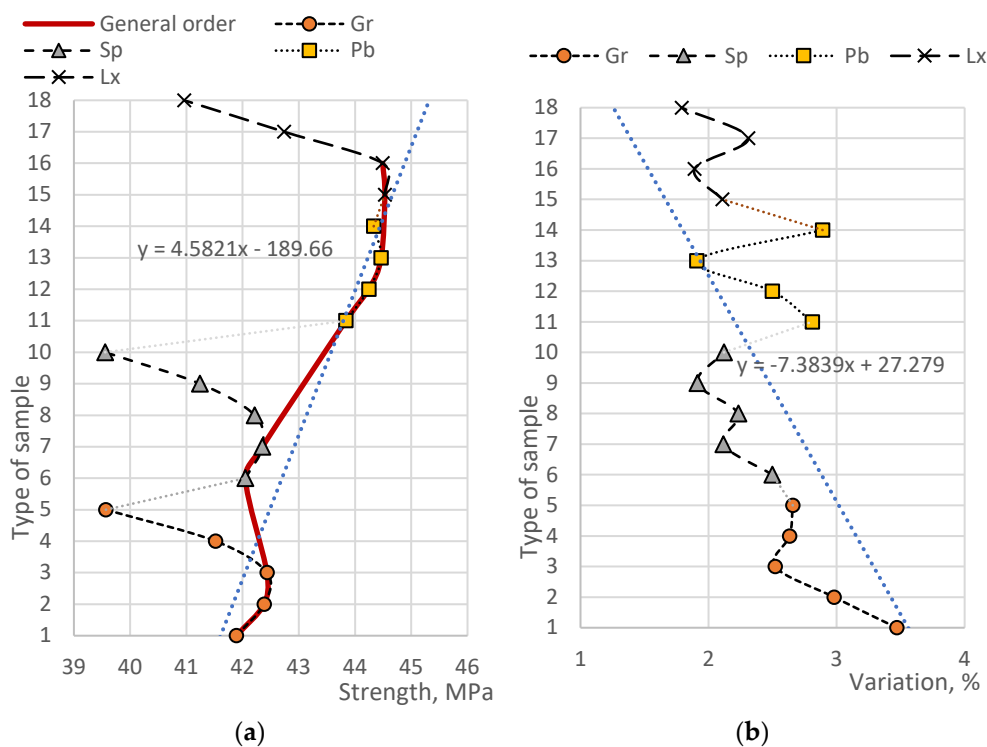 General order
Gr
Sp
Pb
Lx
18
17
16
15
14
13
12
11
10
9
8
7
6
5
4
3
2
1
Type of sample
y = 4.5821x - 189.66
39 40 41 42 43 44 45 46
Strength, MPa
(a)
Gr Sp Pb Lx
18
17
16
15
14
13
12
11
10
9
8
7
6
5
4
3
2
1
Type of sample
y = -7.3839x + 27.279
1 2 3 4
Variation, %
(b)